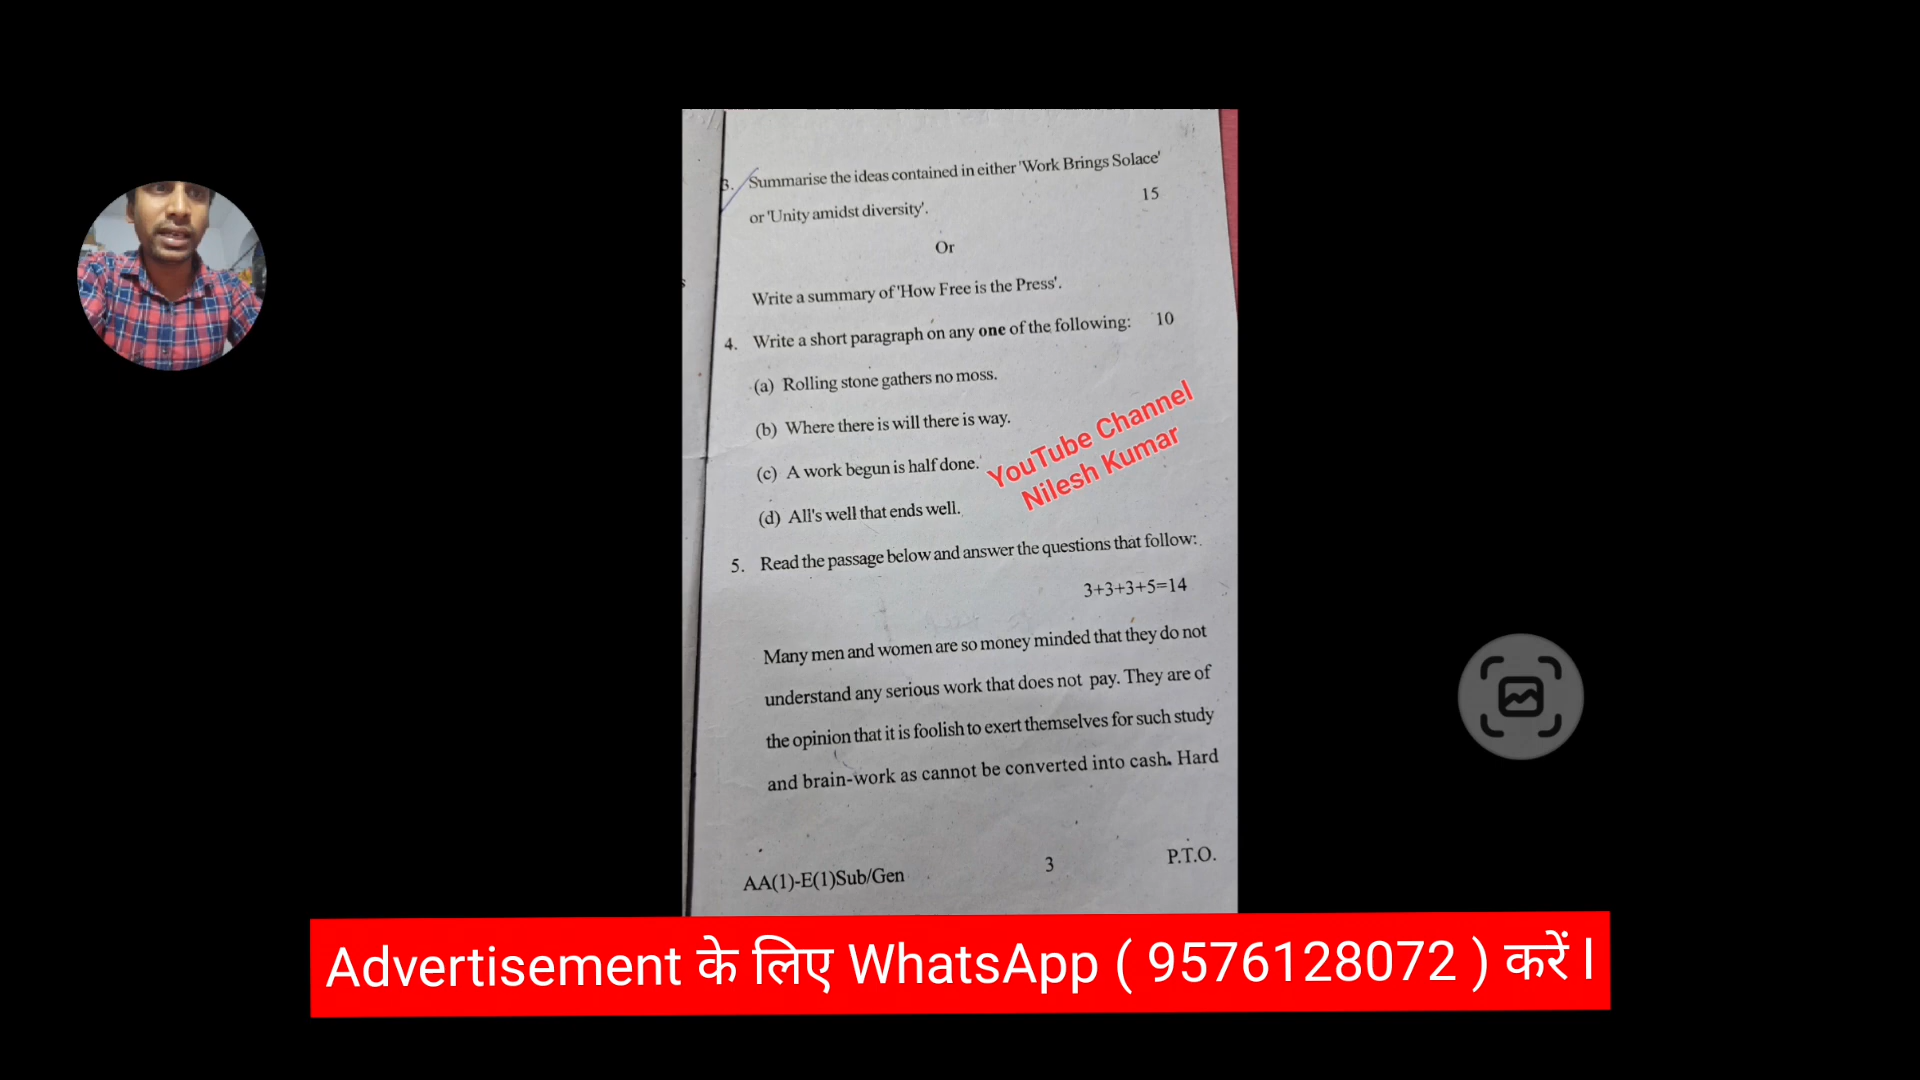 3. Summarise the ideas contained in either 'Work Brings Solace'
or 'Unity amidst diversity'. 15
Or
Write a summary of 'How Free is the Press'.
4. Write a short paragraph on any one of the following: 10
(a) Rolling stone gathers no moss.
(b) Where there is will there is way.
(c) A work begun is half done.
(d) All's well that ends well.
YouTube Channel
Nilesh Kumar
5. Read the passage below and answer the questions that follow:
3+3+3+5=14
Many men and women are so money minded that they do not
understand any serious work that does not pay. They are of
the opinion that it is foolish to exert themselves for such study
and brain-work as cannot be converted into cash. Hard
AA(1)-E(1)Sub/Gen 3 P.T.O.
Advertisement के लिए WhatsApp ( 9576128072 ) करें l